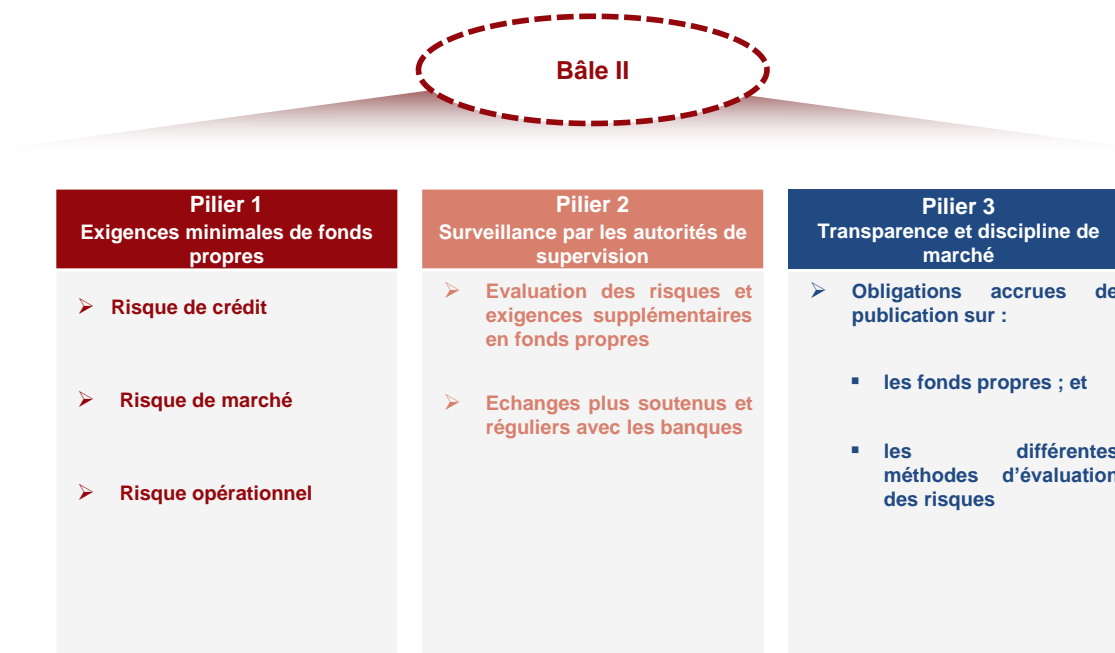 Bâle II
Pilier 1
Exigences minimales de fonds
propres
➢ Risque de crédit
➢ Risque de marché
➢ Risque opérationnel
Pilier 2
Surveillance par les autorités de
supervision
➢ Evaluation des risques et
exigences supplémentaires
en fonds propres
➢ Echanges plus soutenus et
réguliers avec les banques
Pilier 3
Transparence et discipline de
marché
➢ Obligations accrues de
publication sur :
▪ les fonds propres ; et
▪ les différentes
méthodes d’évaluation
des risques